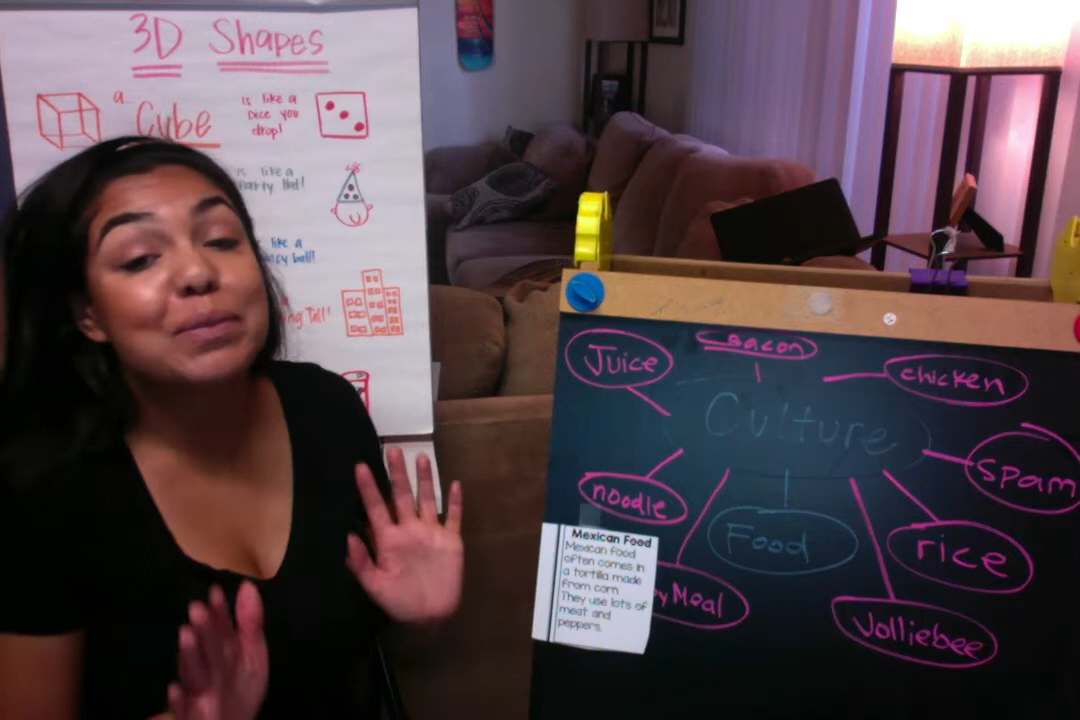 3D Shapes
a Cube
is like a
Dice you
drop!
is like a
Party Hat!
like a
ball!
Tall!
Juice
Bacon
chicken
Culture
Spam
noodle
Food
rice
Meal
Jolliebee
Mexican Food
Mexican food
often comes in
a tortilla made
from corn
They use lots of
meat and
peppers.